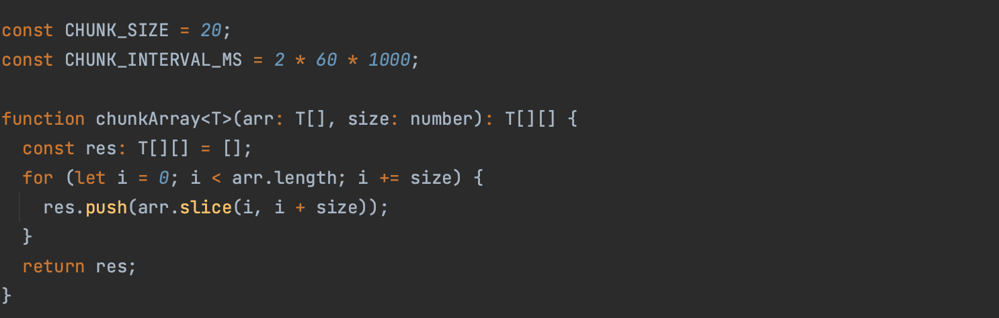 const CHUNK_SIZE = 20;
const CHUNK_INTERVAL_MS = 2 * 60 * 1000;

function chunkArray<T>(arr: T[], size: number): T[][] {
  const res: T[][] = [];
  for (let i = 0; i < arr.length; i += size) {
    res.push(arr.slice(i, i + size));
  }
  return res;
}